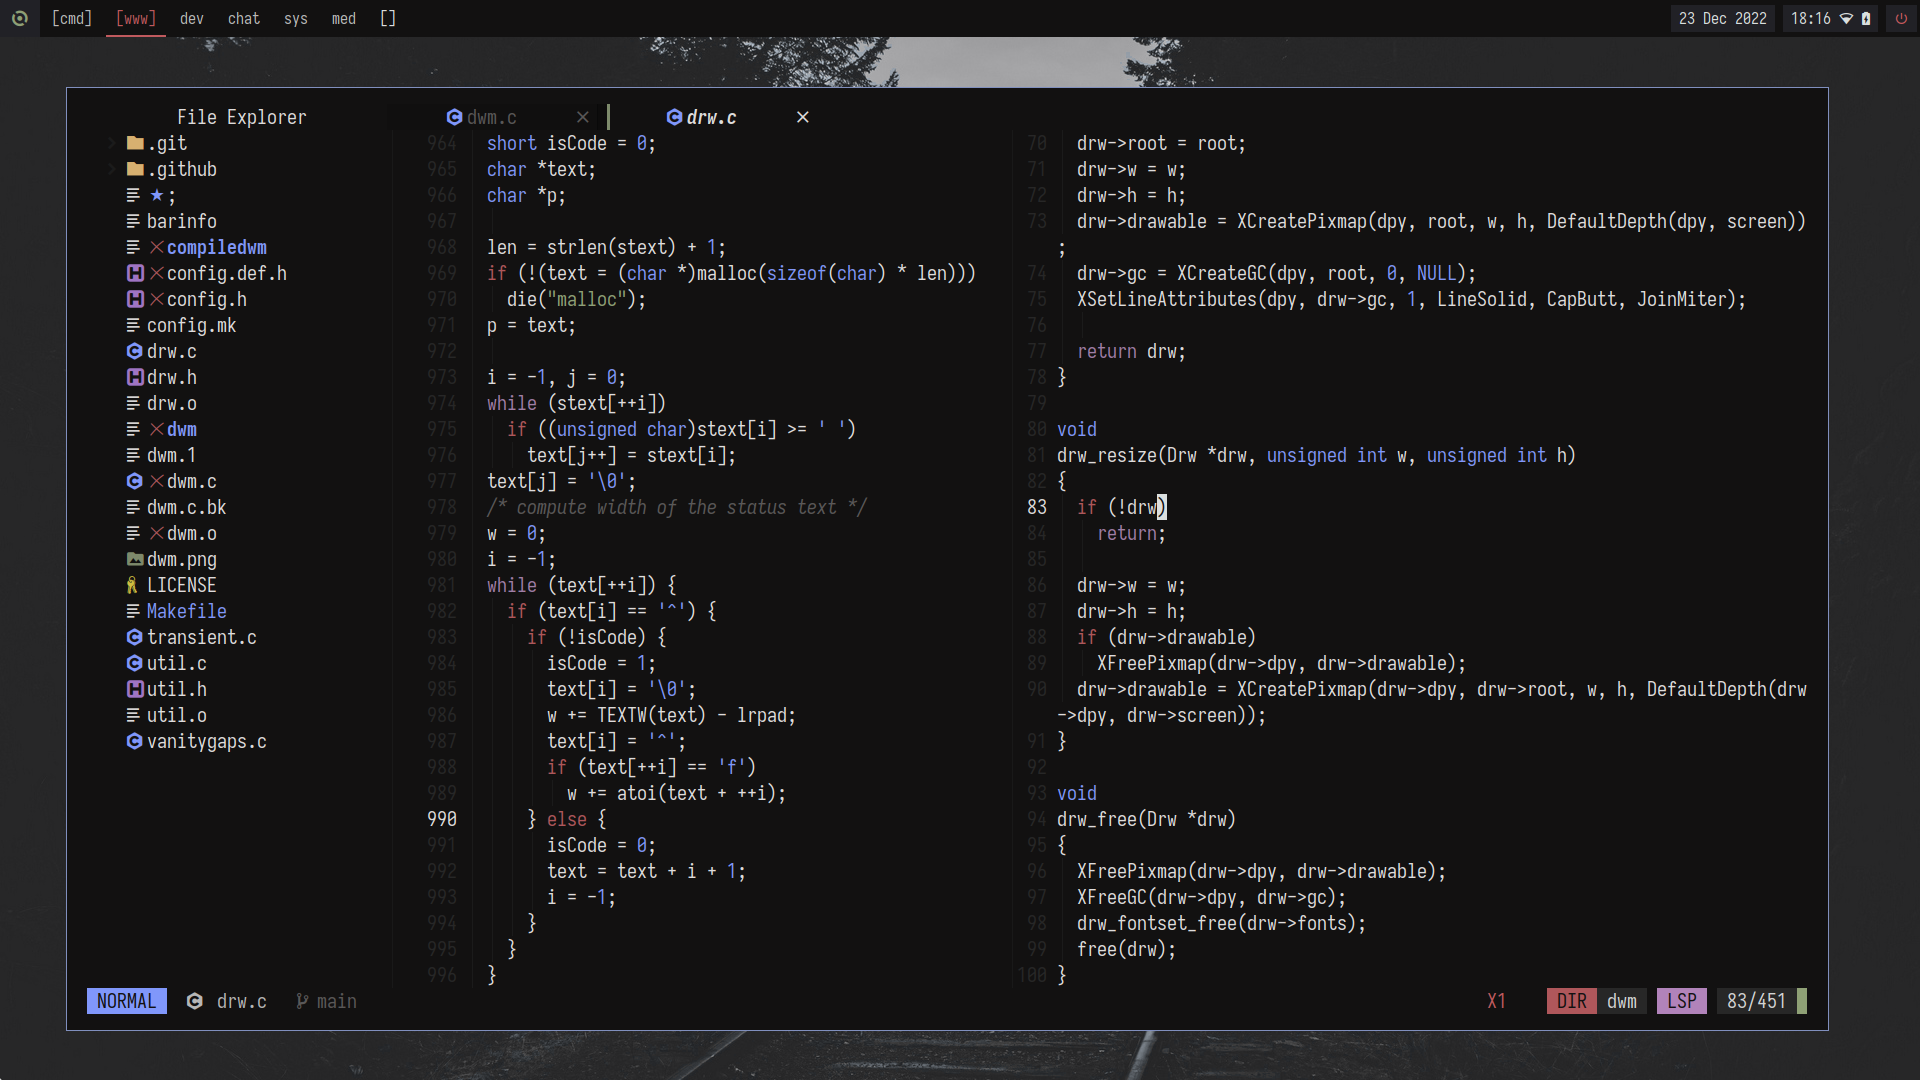 [cmd] [www] dev chat sys med [] 23 Dec 2022 18:16
File Explorer
.git
.github
★ ;
barinfo
compiledwm
config.def.h
config.h
config.mk
drw.c
drw.h
drw.o
dwm
dwm.1
dwm.c
dwm.c.bk
dwm.o
dwm.png
LICENSE
Makefile
transient.c
util.c
util.h
util.o
vanitygaps.c
dwm.c × drw.c ×
964 short isCode = 0;
965 char *text;
966 char *p;
967
968 len = strlen(stext) + 1;
969 if (!(text = (char *)malloc(sizeof(char) * len)))
970 die("malloc");
971 p = text;
972
973 i = -1, j = 0;
974 while (stext[++i])
975 if ((unsigned char)stext[i] >= ' ')
976 text[j++] = stext[i];
977 text[j] = '\0';
978 /* compute width of the status text */
979 w = 0;
980 i = -1;
981 while (text[++i]) {
982 if (text[i] == '^') {
983 if (!isCode) {
984 isCode = 1;
985 text[i] = '\0';
986 w += TEXTW(text) - lrpad;
987 text[i] = '^';
988 if (text[++i] == 'f')
989 w += atoi(text + ++i);
990 } else {
991 isCode = 0;
992 text = text + i + 1;
993 i = -1;
994 }
995 }
996 }
70 drw->root = root;
71 drw->w = w;
72 drw->h = h;
73 drw->drawable = XCreatePixmap(dpy, root, w, h, DefaultDepth(dpy, screen))
;
74 drw->gc = XCreateGC(dpy, root, 0, NULL);
75 XSetLineAttributes(dpy, drw->gc, 1, LineSolid, CapButt, JoinMiter);
76
77 return drw;
78 }
79
80 void
81 drw_resize(Drw *drw, unsigned int w, unsigned int h)
82 {
83 if (!drw)
84 return;
85
86 drw->w = w;
87 drw->h = h;
88 if (drw->drawable)
89 XFreePixmap(drw->dpy, drw->drawable);
90 drw->drawable = XCreatePixmap(drw->dpy, drw->root, w, h, DefaultDepth(drw
->dpy, drw->screen));
91 }
92
93 void
94 drw_free(Drw *drw)
95 {
96 XFreePixmap(drw->dpy, drw->drawable);
97 XFreeGC(drw->dpy, drw->gc);
98 drw_fontset_free(drw->fonts);
99 free(drw);
100 }
NORMAL drw.c main X1 DIR dwm LSP 83/451